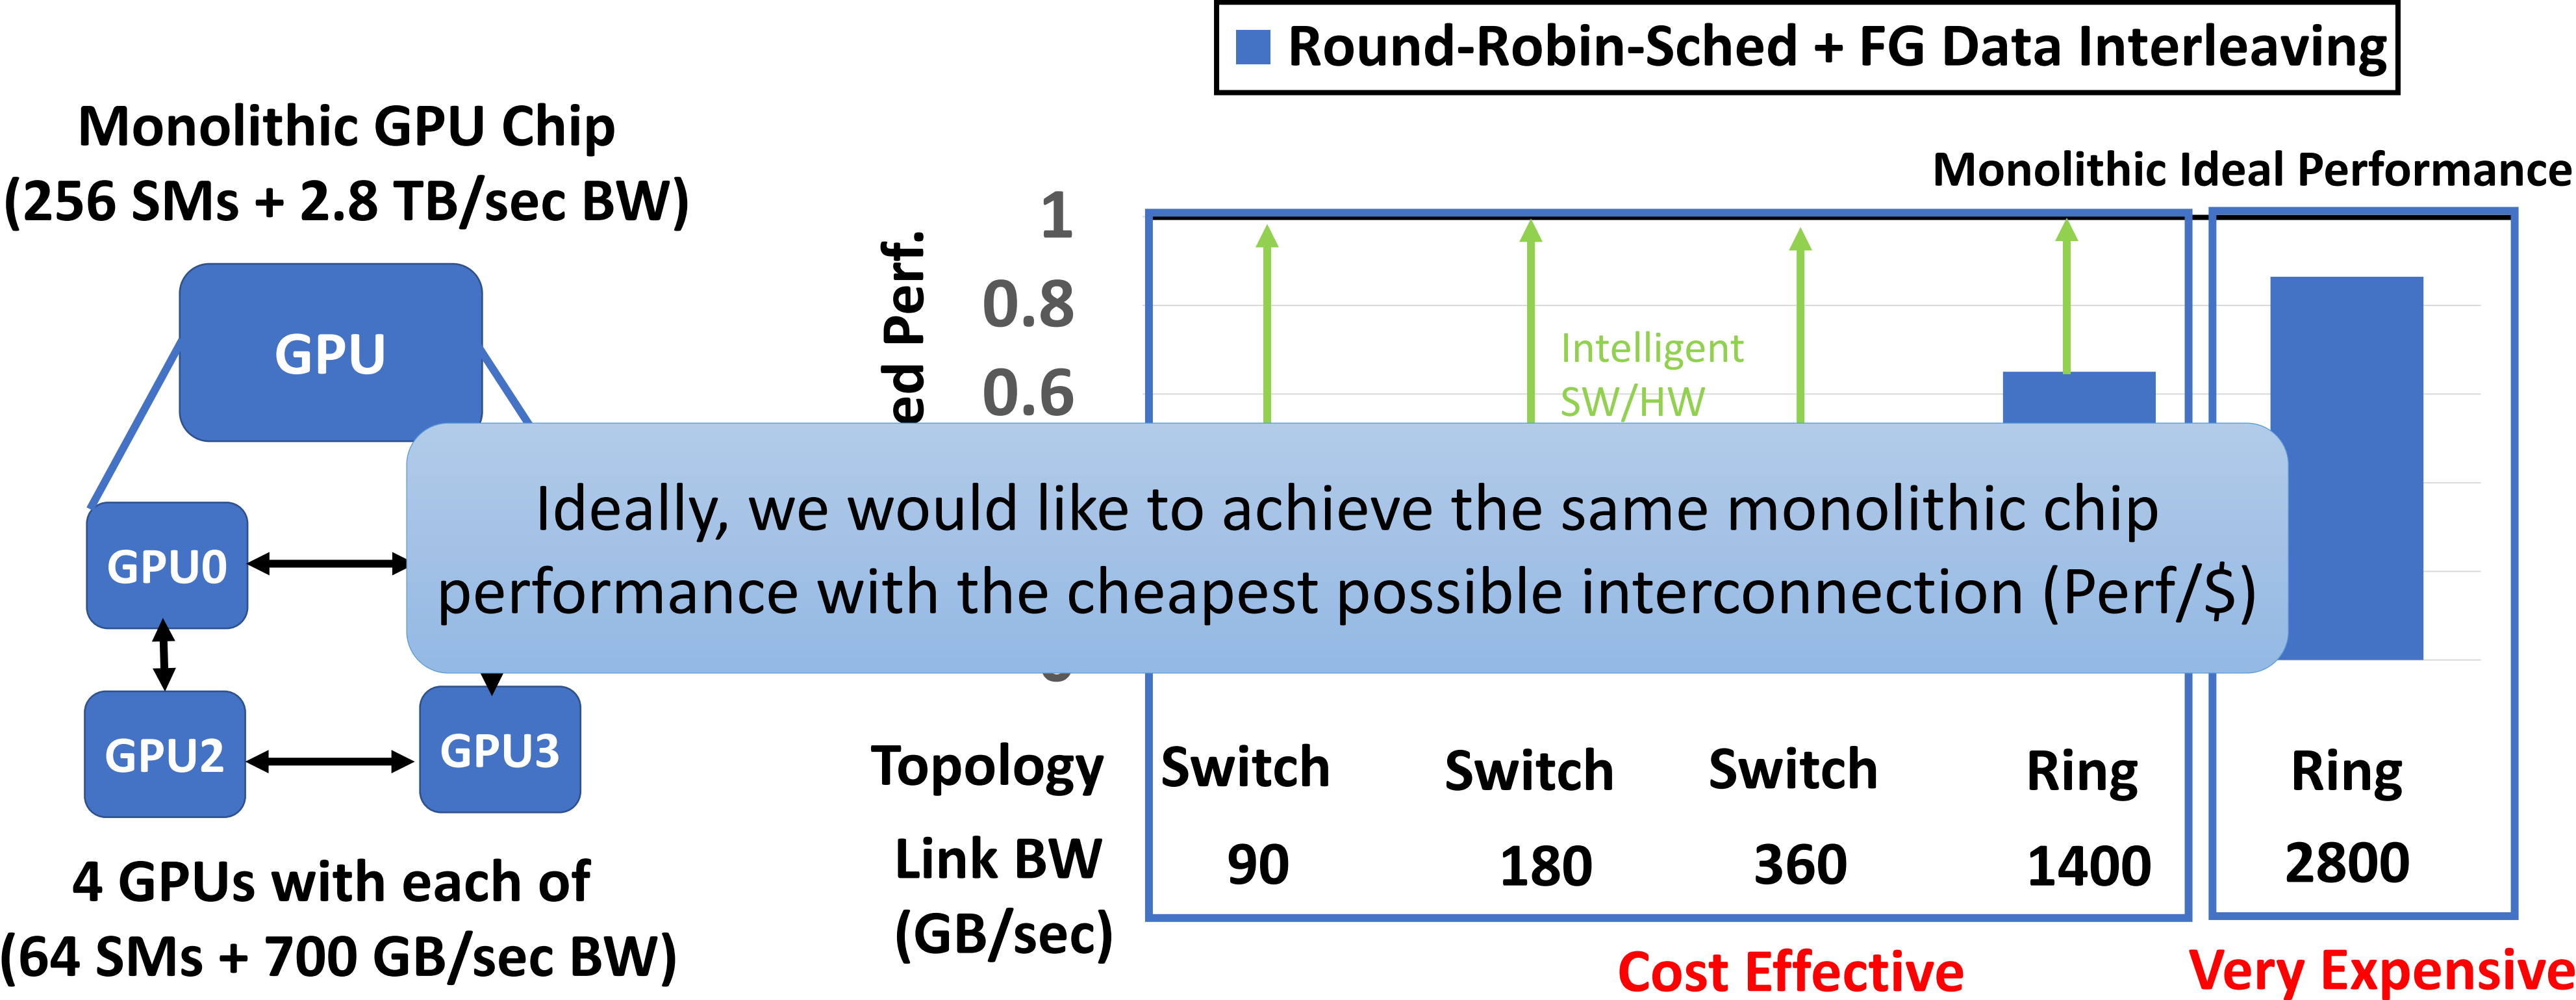 Round-Robin-Sched + FG Data Interleaving
Monolithic GPU Chip
(256 SMs + 2.8 TB/sec BW)
GPU
GPU0
GPU2
GPU3
4 GPUs with each of
(64 SMs + 700 GB/sec BW)
Monolithic Ideal Performance
ed Perf.
1
0.8
0.6
Intelligent
SW/HW
Ideally, we would like to achieve the same monolithic chip
performance with the cheapest possible interconnection (Perf/$)
Topology
Switch
Switch
Switch
Ring
Ring
Link BW
(GB/sec)
90
180
360
1400
2800
Cost Effective
Very Expensive